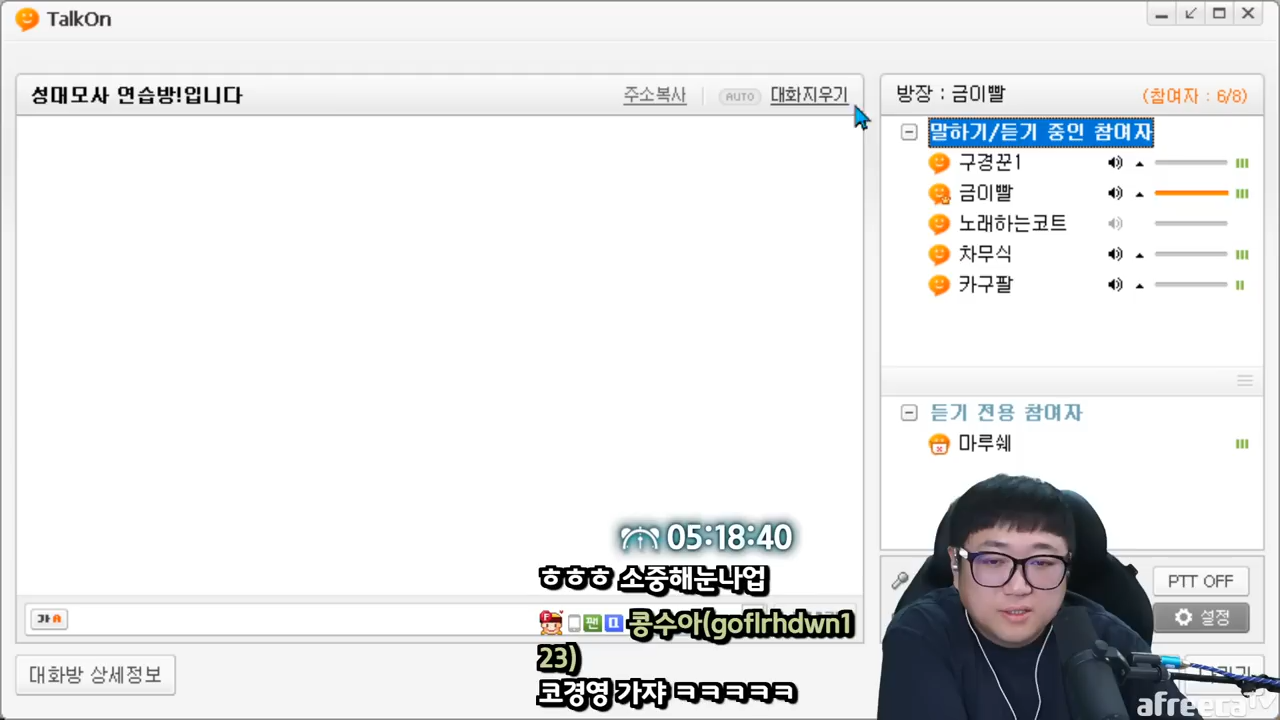 TalkOn
성대모사 연습방!입니다
주소복사
AUTO
대화지우기
방장 : 금이빨
(참여자 : 6/8)
말하기/듣기 중인 참여자
구경꾼1
금이빨
노래하는코트
차무식
카구팔
듣기 전용 참여자
마루쉐
05:18:40
ㅎㅎㅎ 소중해눈나업
팬
콩수아(goflrhdwn1
23)
코경영 가쟈 ㅋㅋㅋㅋㅋ
가
PTT OFF
설정
대화방 상세정보
afreecaTV